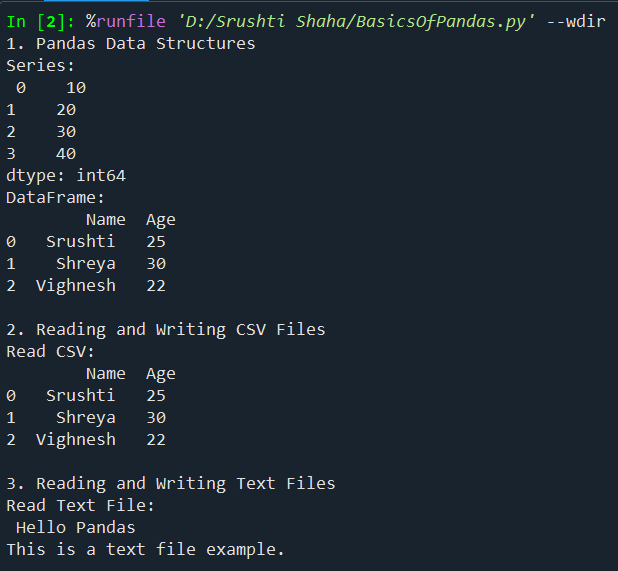 In [2]: %runfile 'D:/Srushti Shaha/BasicsOfPandas.py' --wdir
1. Pandas Data Structures
Series:
 0    10
1    20
2    30
3    40
dtype: int64
DataFrame:
        Name  Age
0   Srushti   25
1    Shreya   30
2  Vighnesh   22

2. Reading and Writing CSV Files
Read CSV:
        Name  Age
0   Srushti   25
1    Shreya   30
2  Vighnesh   22

3. Reading and Writing Text Files
Read Text File:
 Hello Pandas
This is a text file example.